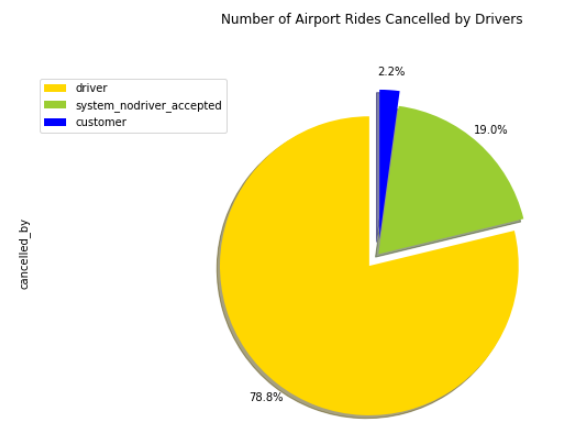 Number of Airport Rides Cancelled by Drivers
driver
system_nodriver_accepted
customer
2.2%
19.0%
cancelled_by
78.8%